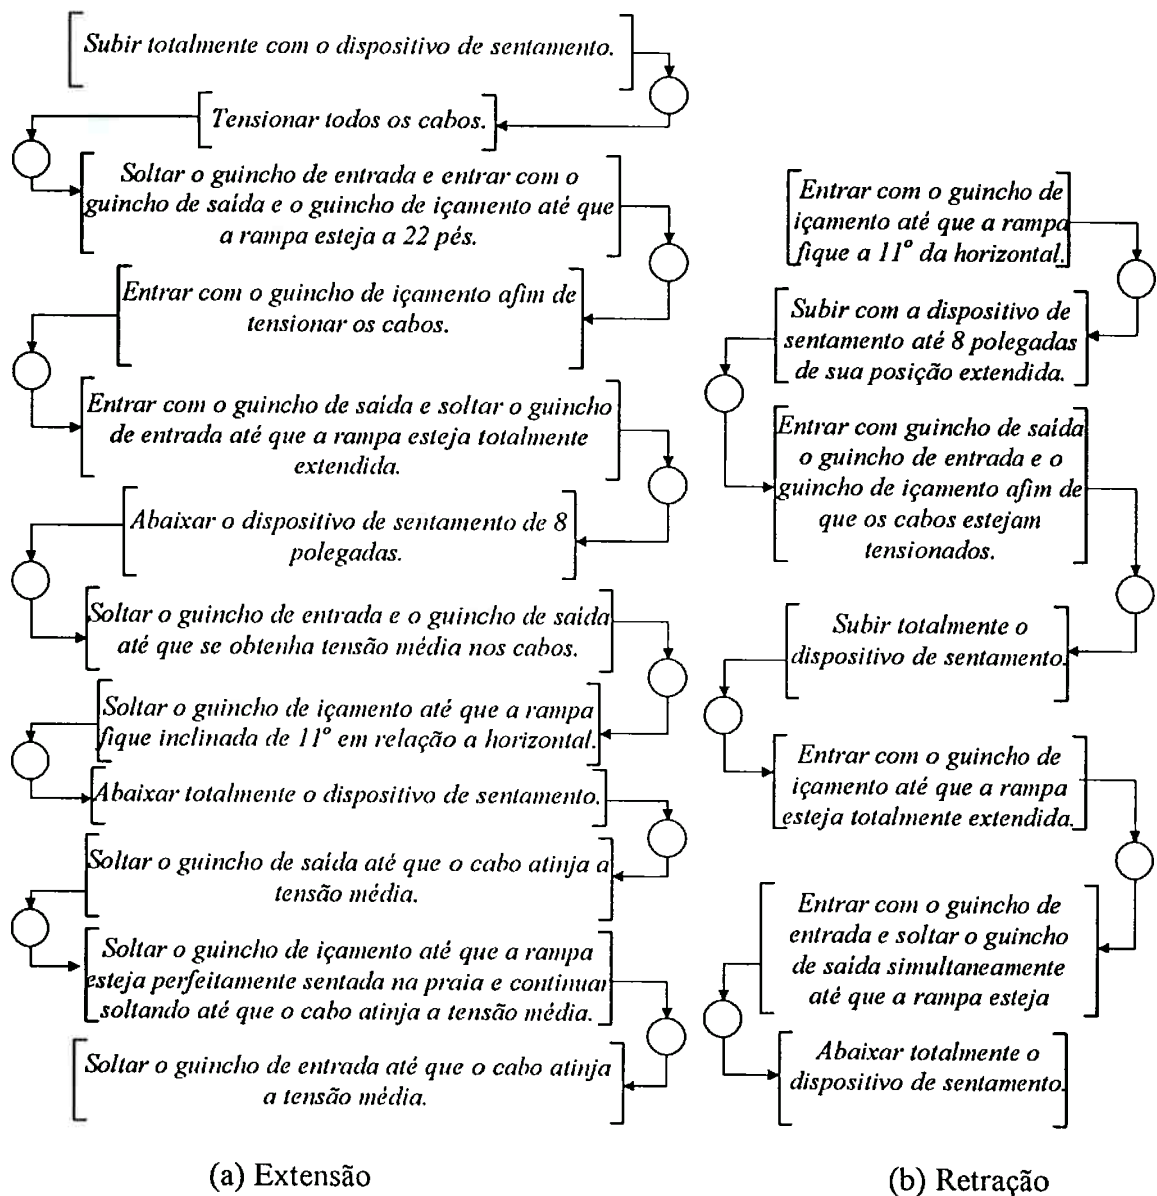 Subir totalmente com o dispositivo de sentamento.
Tensionar todos os cabos.
Soltar o guincho de entrada e entrar com o
guincho de saída e o guincho de içamento até que
a rampa esteja a 22 pés.
Entrar com o guincho de içamento afim de
tensionar os cabos.
Entrar com o guincho de saída e soltar o guincho
de entrada até que a rampa esteja totalmente
extendida.
Abaixar o dispositivo de sentamento de 8
polegadas.
Soltar o guincho de entrada e o guincho de saída
até que se obtenha tensão média nos cabos.
Soltar o guincho de içamento até que a rampa
fique inclinada de 11° em relação a horizontal.
Abaixar totalmente o dispositivo de sentamento.
Soltar o guincho de saída até que o cabo atinja a
tensão média.
Soltar o guincho de içamento até que a rampa
esteja perfeitamente sentada na praia e continuar
soltando até que o cabo atinja a tensão média.
Soltar o guincho de entrada até que o cabo atinja
a tensão média.
(a) Extensão
Entrar com o guincho de
içamento até que a rampa
fique a 11° da horizontal.
Subir com a dispositivo de
sentamento até 8 polegadas
de sua posição extendida.
Entrar com guincho de saída
o guincho de entrada e o
guincho de içamento afim de
que os cabos estejam
tensionados.
Subir totalmente o
dispositivo de sentamento.
Entrar com o guincho de
içamento até que a rampa
esteja totalmente extendida.
Entrar com o guincho de
entrada e soltar o guincho
de saída simultaneamente
até que a rampa esteja
Abaixar totalmente o
dispositivo de sentamento.
(b) Retração